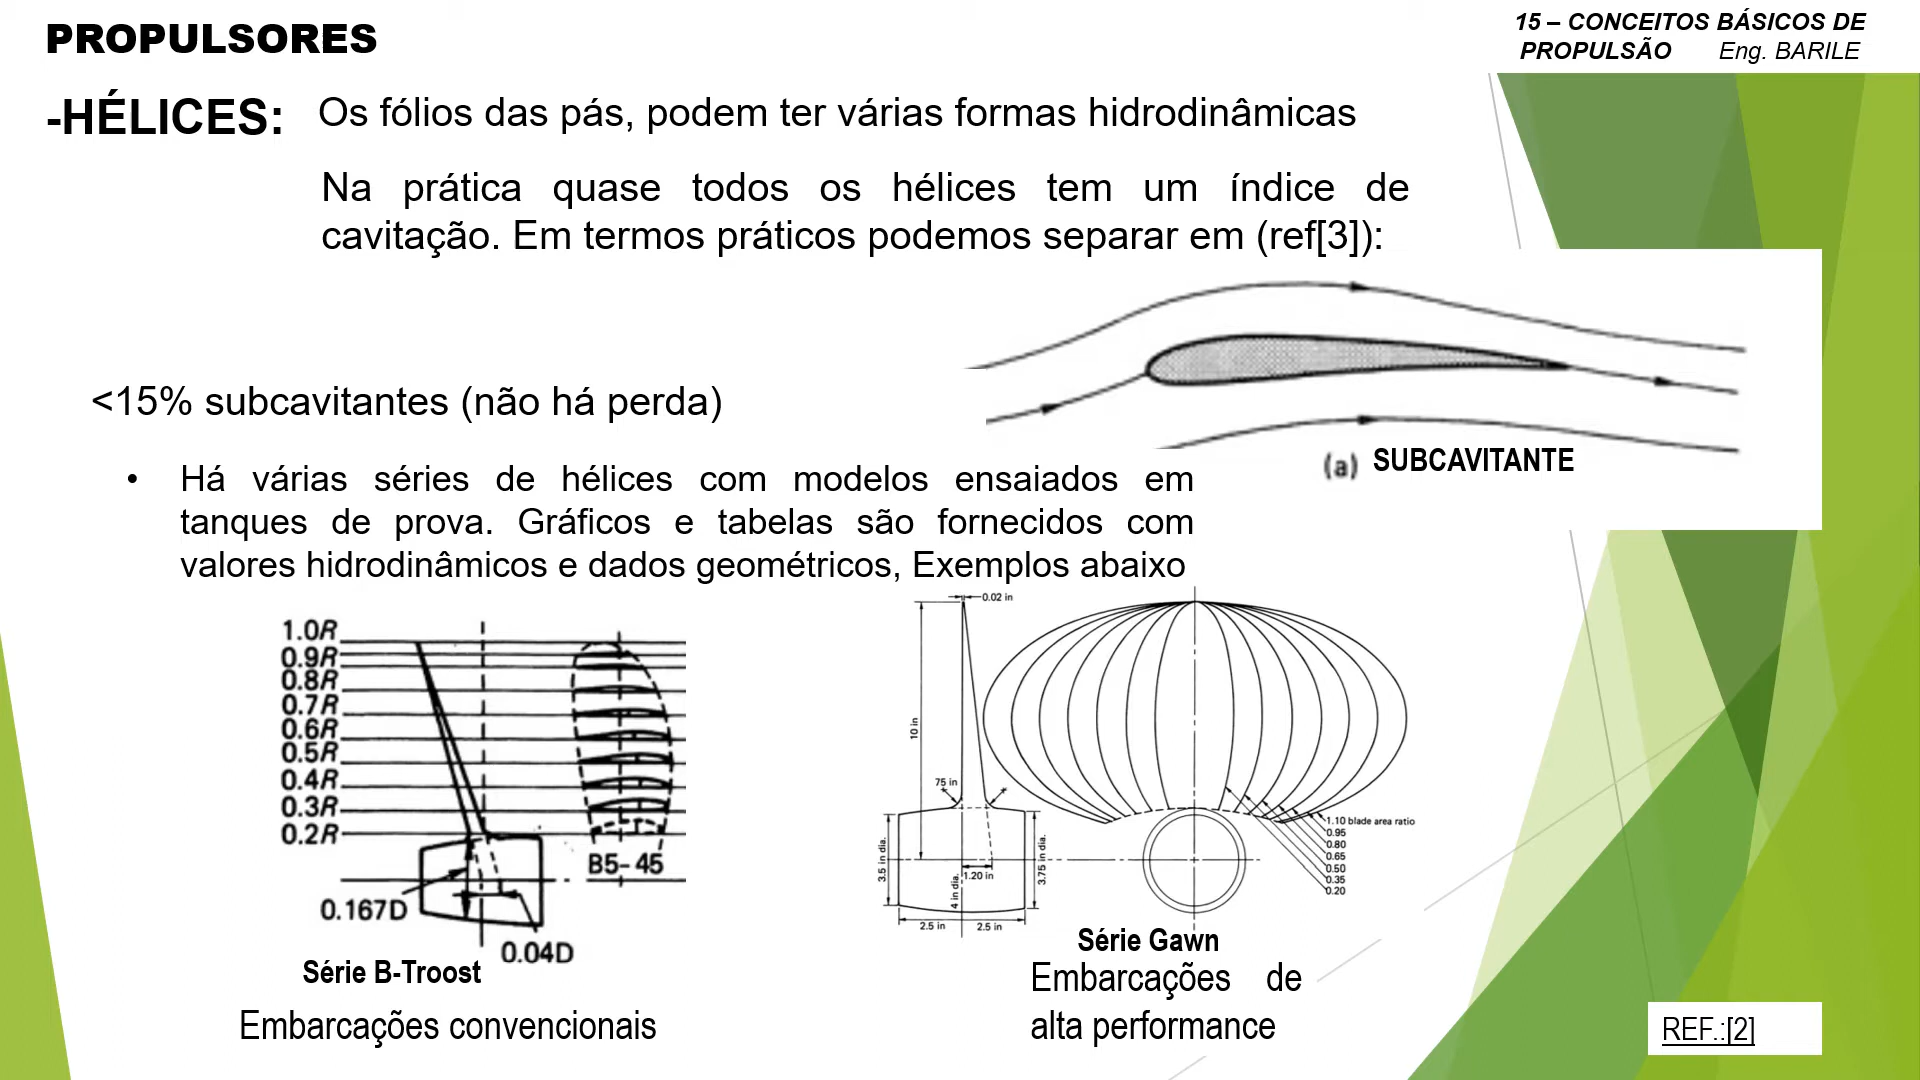 PROPULSORES
15 – CONCEITOS BÁSICOS DE
PROPULSÃO Eng. BARILE
-HÉLICES: Os fólios das pás, podem ter várias formas hidrodinâmicas
Na prática quase todos os hélices tem um índice de
cavitação. Em termos práticos podemos separar em (ref[3]):
<15% subcavitantes (não há perda)
(a) SUBCAVITANTE
• Há várias séries de hélices com modelos ensaiados em
tanques de prova. Gráficos e tabelas são fornecidos com
valores hidrodinâmicos e dados geométricos, Exemplos abaixo
1.0R
0.9R
0.8R
0.7R
0.6R
0.5R
0.4R
0.3R
0.2R
B5-45
0.167D
0.04D
Série B-Troost
Embarcações convencionais
0.02 in
10 in
75 in
3.5 in dia.
4 in dia.
1.20 in
3.75 in dia.
2.5 in
2.5 in
1.10 blade area ratio
0.95
0.80
0.65
0.50
0.35
0.20
Série Gawn
Embarcações de
alta performance
REF.:[2]